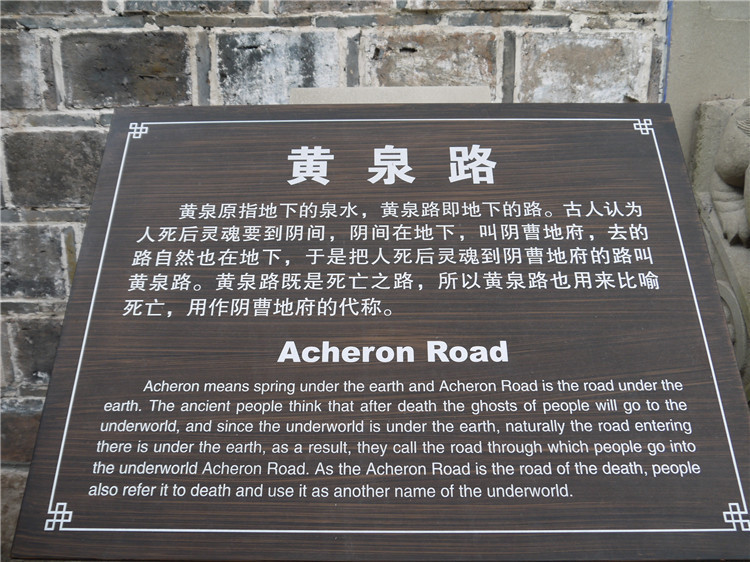 黄泉路
黄泉原指地下的泉水，黄泉路即地下的路。古人认为
人死后灵魂要到阴间，阴间在地下，叫阴曹地府，去的
路自然也在地下，于是把人死后灵魂到阴曹地府的路叫
黄泉路。黄泉路既是死亡之路，所以黄泉路也用来比喻
死亡，用作阴曹地府的代称。
Acheron Road
Acheron means spring under the earth and Acheron Road is the road under the
earth. The ancient people think that after death the ghosts of people will go to the
underworld, and since the underworld is under the earth, naturally the road entering
there is under the earth, as a result, they call the road through which people go into
the underworld Acheron Road. As the Acheron Road is the road of the death, people
also refer it to death and use it as another name of the underworld.